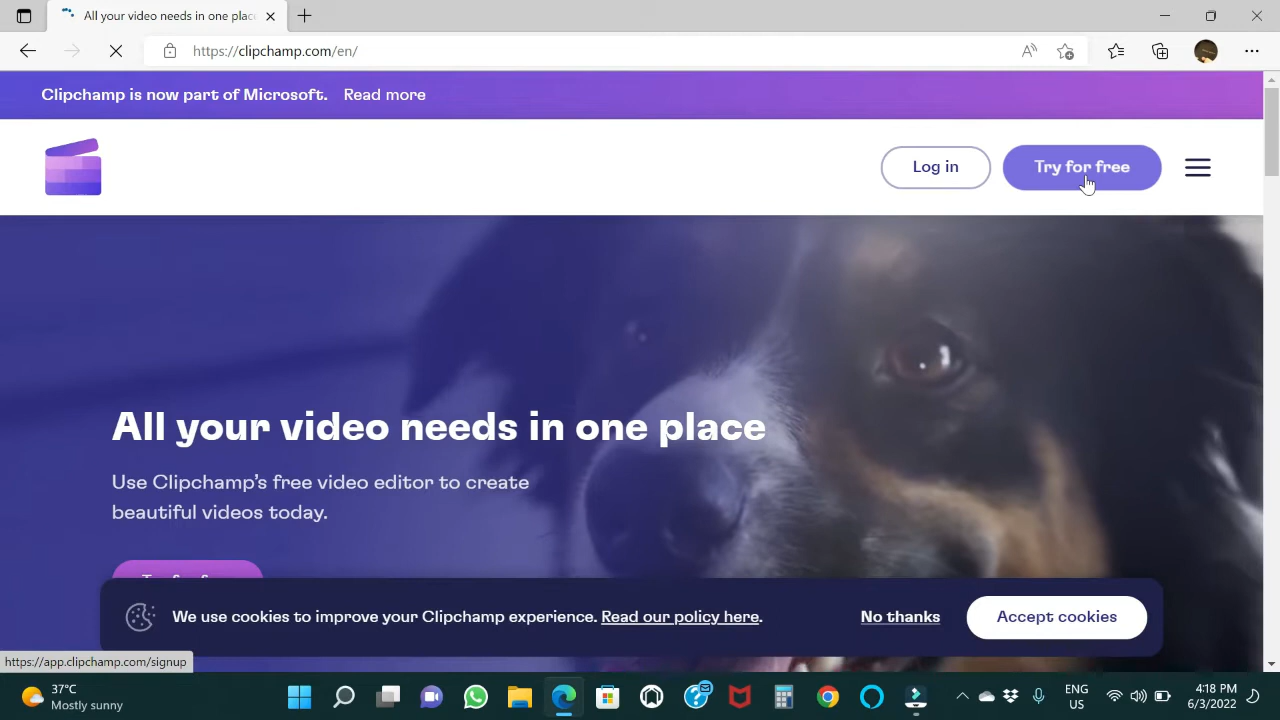 All your video needs in one place
https://clipchamp.com/en/
Clipchamp is now part of Microsoft. Read more
Log in
Try for free
All your video needs in one place
Use Clipchamp's free video editor to create
beautiful videos today.
We use cookies to improve your Clipchamp experience. Read our policy here.
No thanks
Accept cookies
https://app.clipchamp.com/signup
37°C
Mostly sunny
ENG
US
4:18 PM
6/3/2022